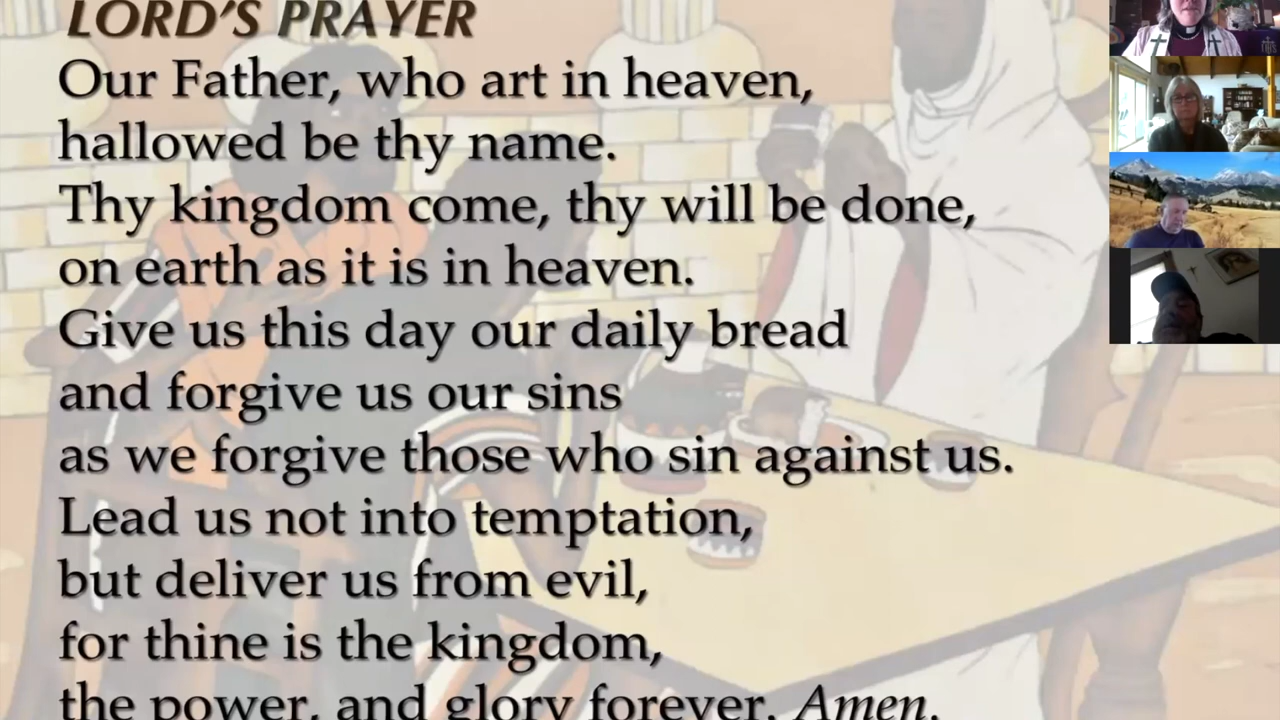 LORD'S PRAYER
Our Father, who art in heaven,
hallowed be thy name.
Thy kingdom come, thy will be done,
on earth as it is in heaven.
Give us this day our daily bread
and forgive us our sins
as we forgive those who sin against us.
Lead us not into temptation,
but deliver us from evil,
for thine is the kingdom,
the power, and glory forever. Amen.